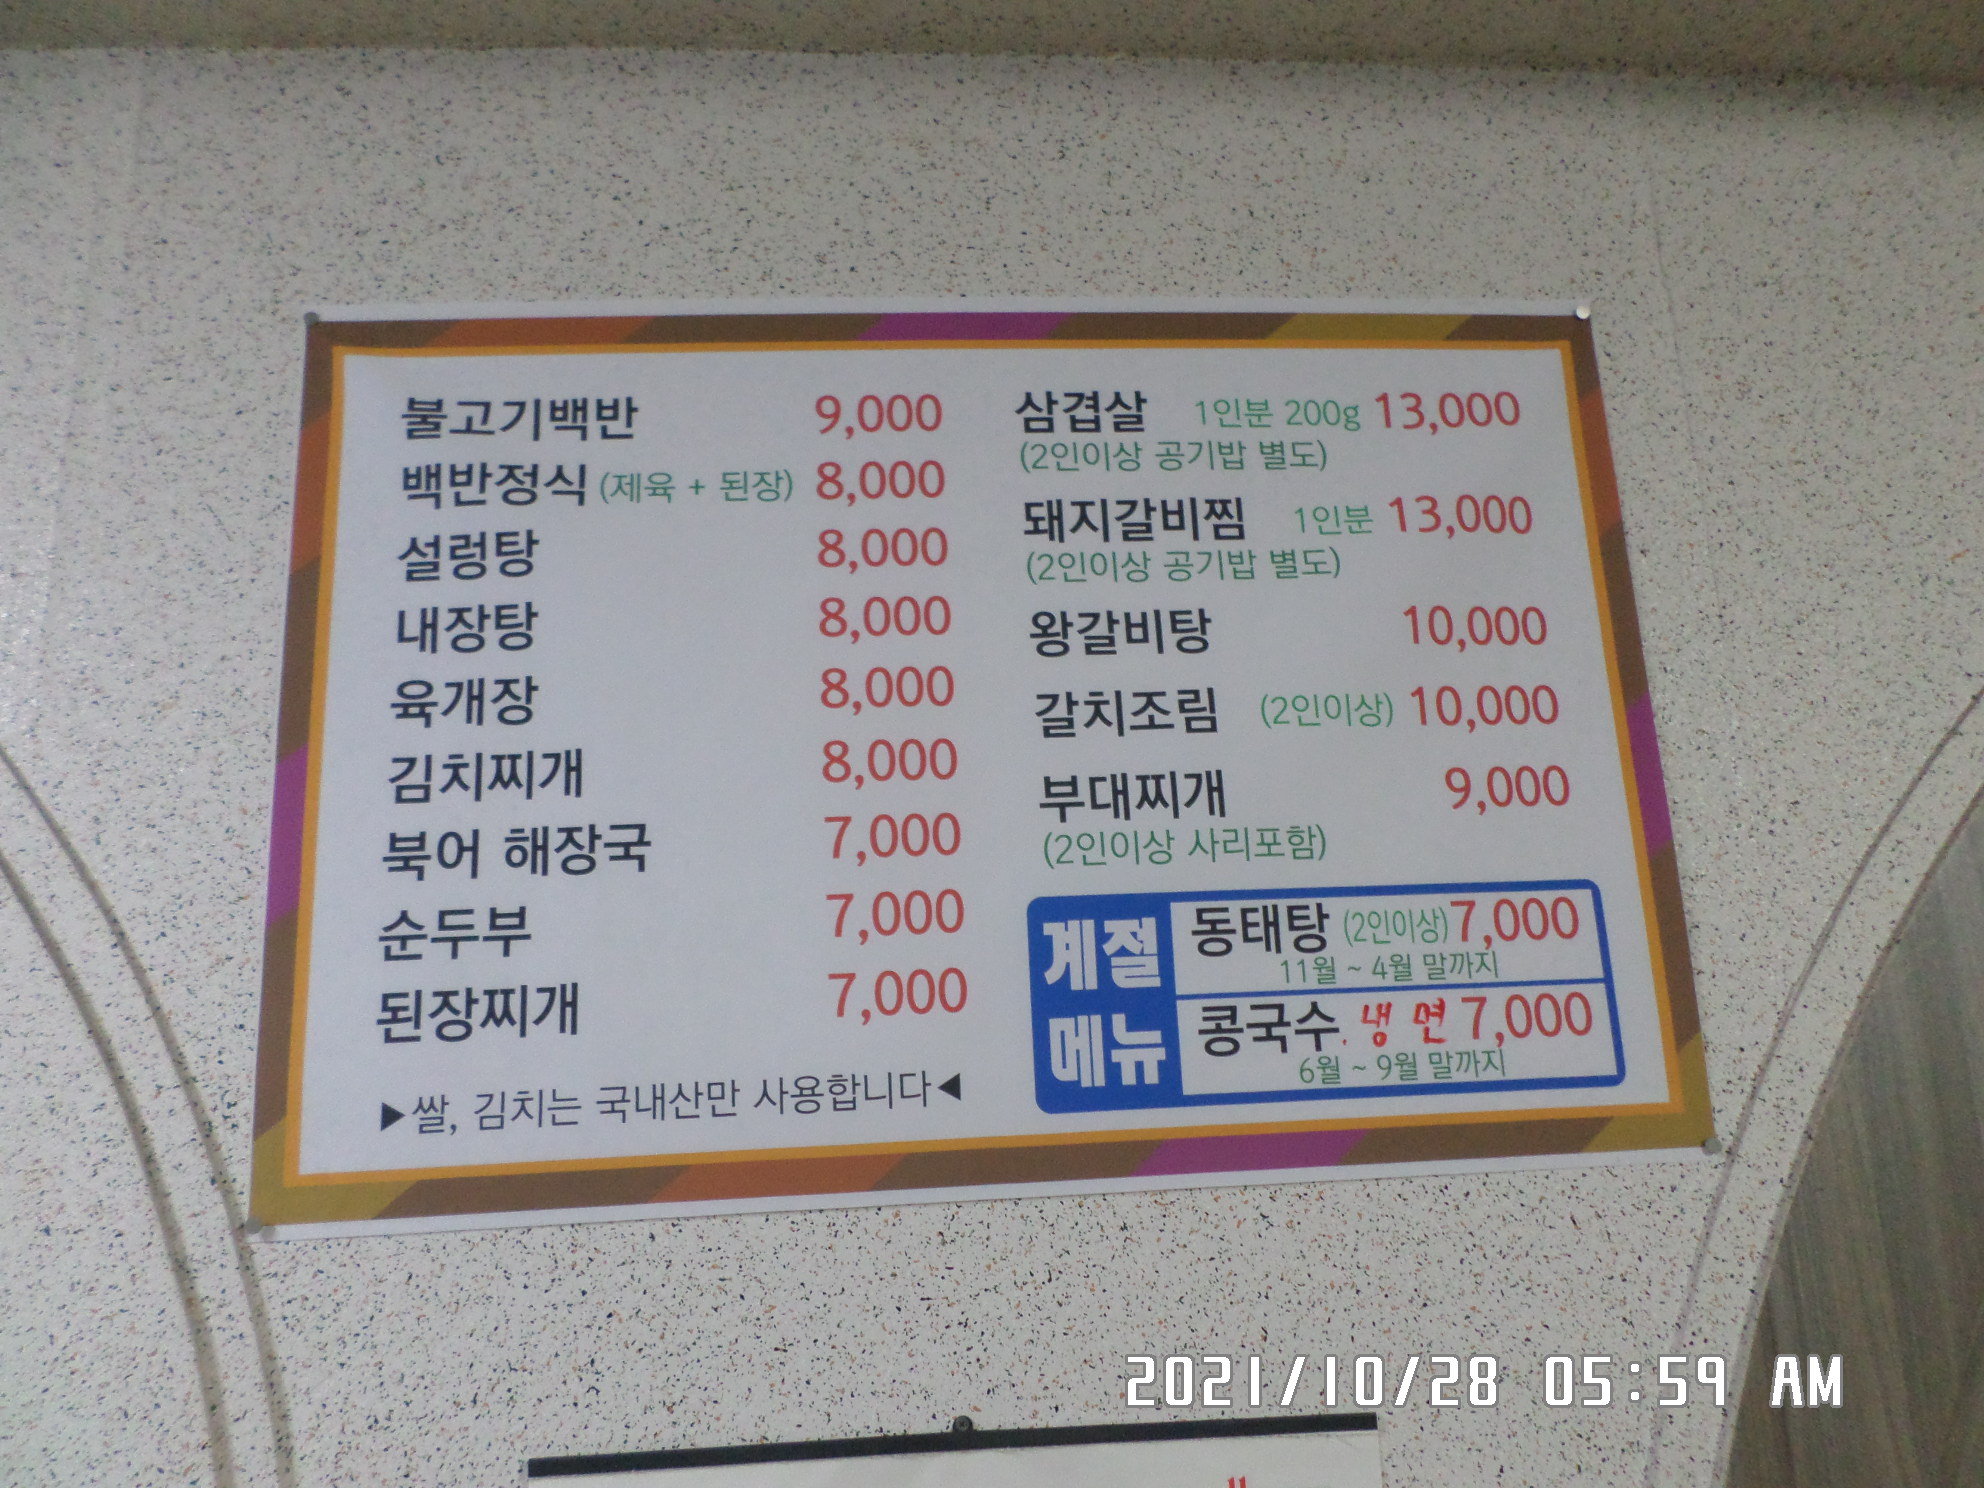 불고기백반 9,000
백반정식 (제육 + 된장) 8,000
설렁탕 8,000
내장탕 8,000
육개장 8,000
김치찌개 8,000
북어 해장국 7,000
순두부 7,000
된장찌개 7,000
▶쌀, 김치는 국내산만 사용합니다◀
삼겹살 1인분 200g 13,000
(2인이상 공기밥 별도)
돼지갈비찜 1인분 13,000
(2인이상 공기밥 별도)
왕갈비탕 10,000
갈치조림 (2인이상) 10,000
부대찌개 9,000
(2인이상 사리포함)
계절
메뉴
동태탕 (2인이상) 7,000
11월 ~ 4월 말까지
콩국수. 냉면 7,000
6월 ~ 9월 말까지
2021/10/28 05:59 AM